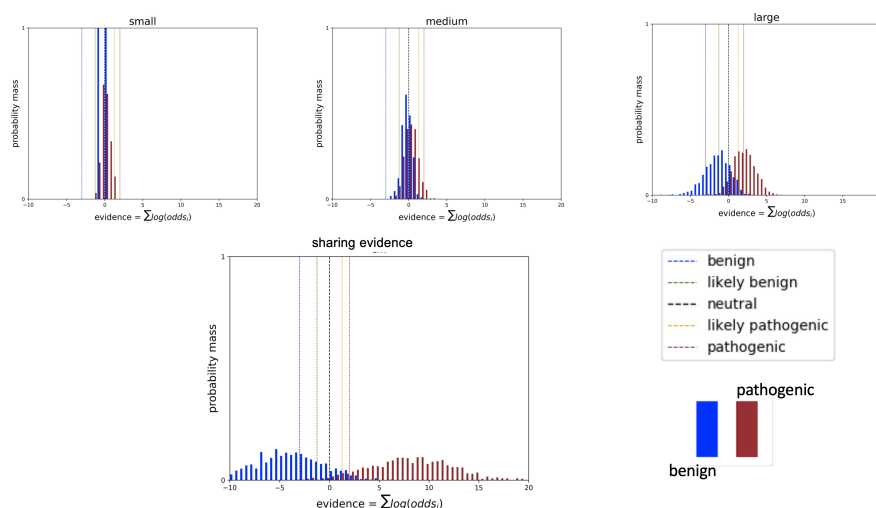 small
1
probability mass
0
−10
−5
0
5
10
15
20
evidence = ∑log(odds_i)
medium
1
probability mass
0
−10
−5
0
5
10
15
20
evidence = ∑log(odds_i)
large
1
probability mass
0
−10
−5
0
5
10
15
evidence = ∑log(odds_i)
sharing evidence
1
probability mass
0
−10
−5
0
5
10
15
20
evidence = ∑log(odds_i)
benign
likely benign
neutral
likely pathogenic
pathogenic
pathogenic
benign